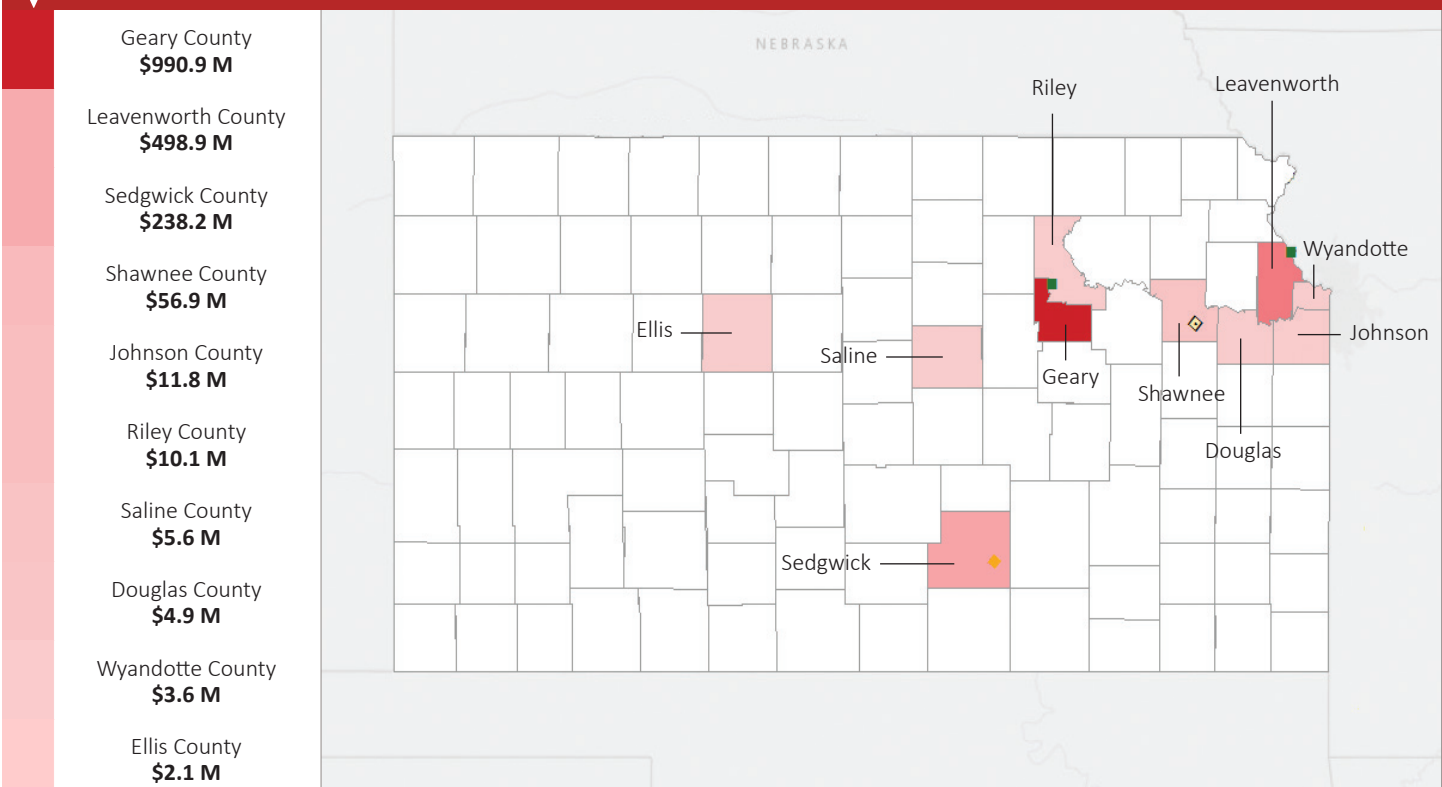 Geary County
$990.9 M
Leavenworth County
$498.9 M
Sedgwick County
$238.2 M
Shawnee County
$56.9 M
Johnson County
$11.8 M
Riley County
$10.1 M
Saline County
$5.6 M
Douglas County
$4.9 M
Wyandotte County
$3.6 M
Ellis County
$2.1 M
NEBRASKA
Riley
Leavenworth
Wyandotte
Ellis
Saline
Johnson
Geary
Shawnee
Douglas
Sedgwick